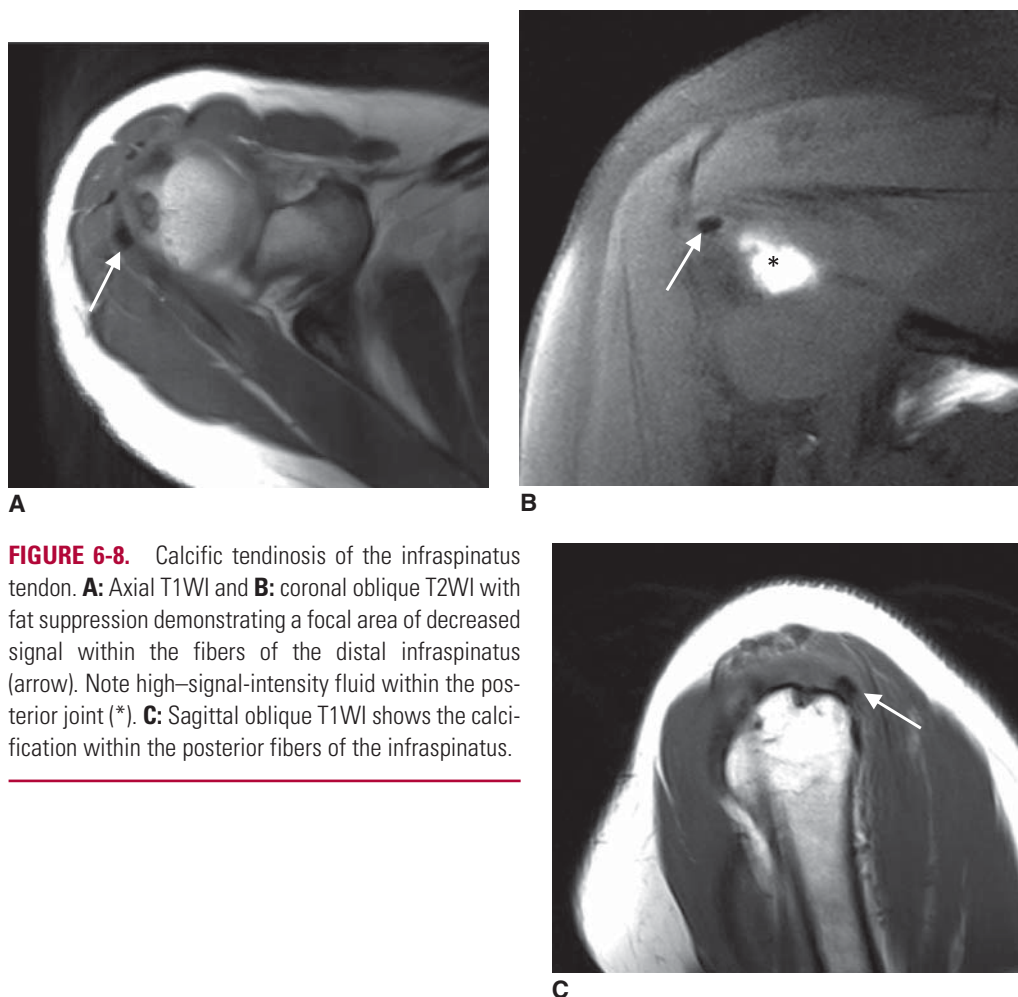 A
B
*
FIGURE 6-8. Calcific tendinosis of the infraspinatus
tendon. A: Axial T1WI and B: coronal oblique T2WI with
fat suppression demonstrating a focal area of decreased
signal within the fibers of the distal infraspinatus
(arrow). Note high–signal-intensity fluid within the pos-
terior joint (*). C: Sagittal oblique T1WI shows the calci-
fication within the posterior fibers of the infraspinatus.
C